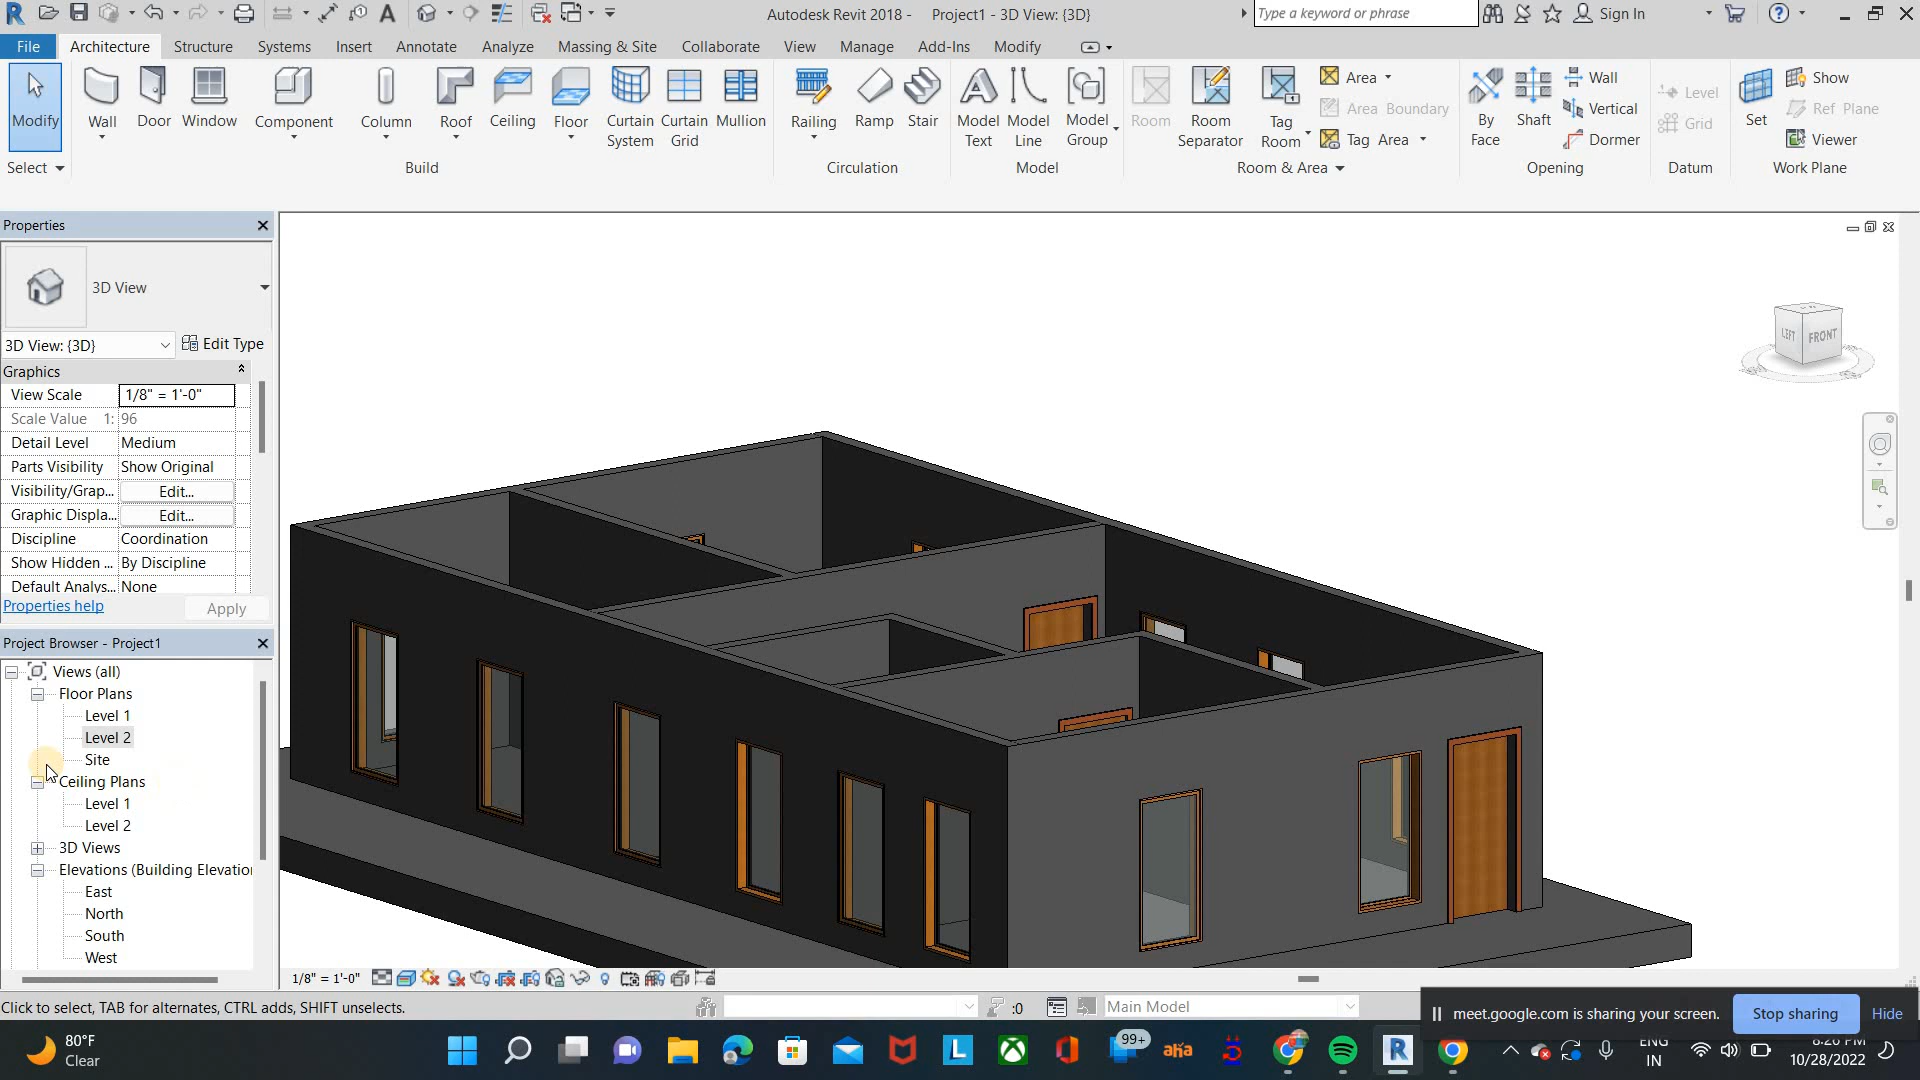 Autodesk Revit 2018 - Project1 - 3D View: {3D}
Type a keyword or phrase
Sign In
File Architecture Structure Systems Insert Annotate Analyze Massing & Site Collaborate View Manage Add-Ins Modify
Modify Wall Door Window Component Column Roof Ceiling Floor Curtain System Curtain Grid Mullion Railing Ramp Stair Model Text Model Line Model Group Room Room Separator Tag Room
Area
Area Boundary
Tag Area
By Face Shaft
Wall
Vertical
Dormer
Level
Grid
Set
Show
Ref Plane
Viewer
Select Build Circulation Model Room & Area Opening Datum Work Plane
Properties
3D View
3D View: {3D} Edit Type
Graphics
View Scale 1/8" = 1'-0"
Scale Value 1: 96
Detail Level Medium
Parts Visibility Show Original
Visibility/Grap... Edit...
Graphic Displa... Edit...
Discipline Coordination
Show Hidden ... By Discipline
Default Analys... None
Properties help Apply
Project Browser - Project1
Views (all)
Floor Plans
Level 1
Level 2
Site
Ceiling Plans
Level 1
Level 2
3D Views
Elevations (Building Elevatio
East
North
South
West
LEFT FRONT
1/8" = 1'-0"
Click to select, TAB for alternates, CTRL adds, SHIFT unselects.
:0
Main Model
meet.google.com is sharing your screen. Stop sharing Hide
80°F
Clear
99+
aha
ENG
IN
8:26 PM
10/28/2022